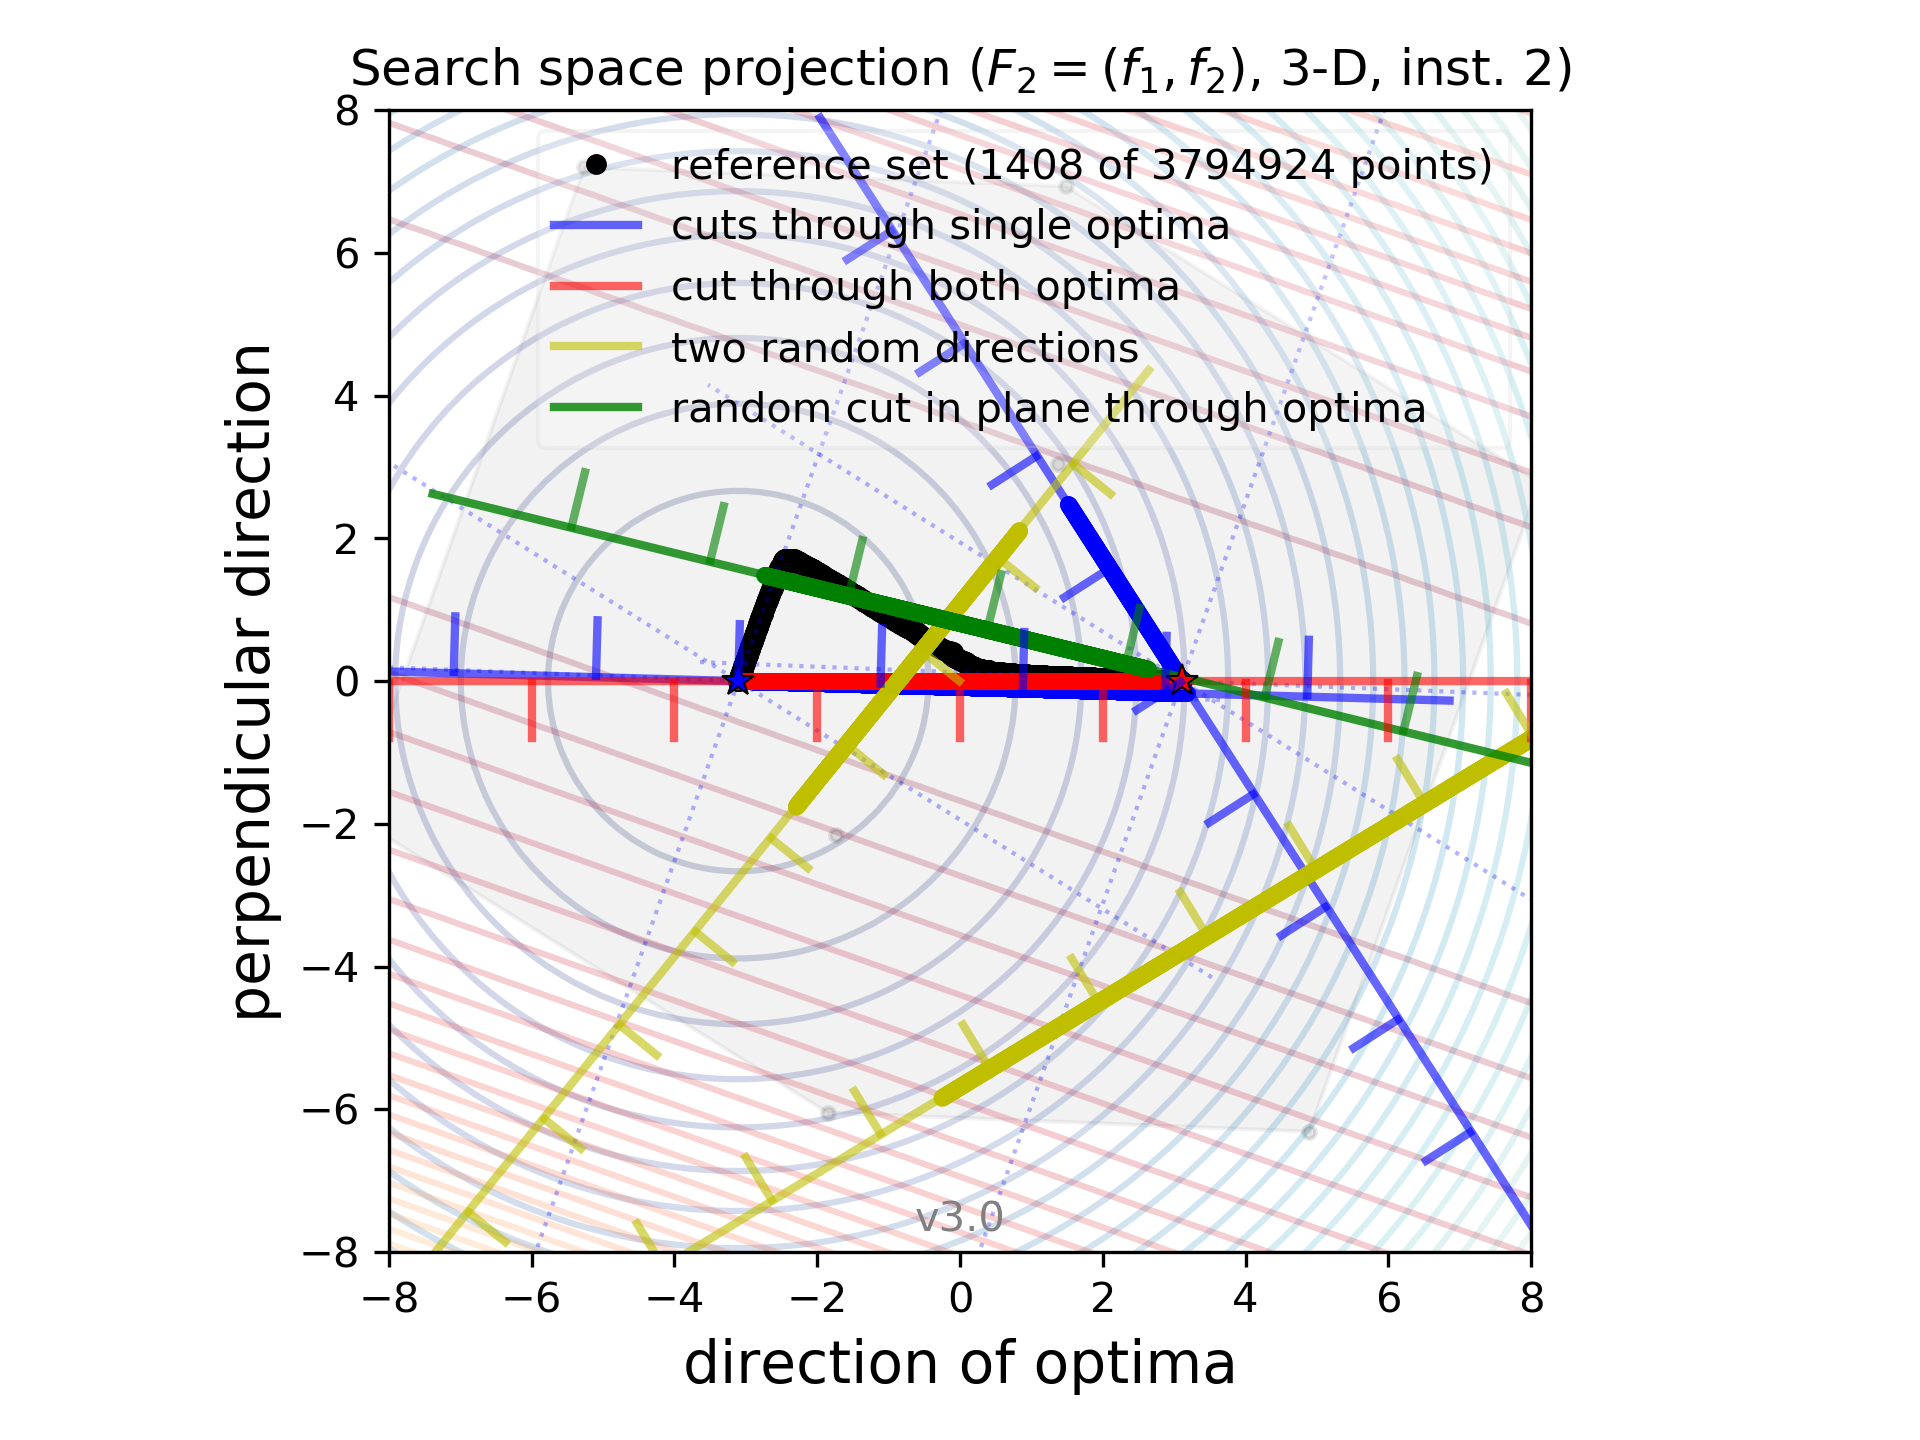 Search space projection (F₂ = (f₁, f₂), 3-D, inst. 2)
reference set (1408 of 3794924 points)
cuts through single optima
cut through both optima
two random directions
random cut in plane through optima
perpendicular direction
8
6
4
2
0
−2
−4
−6
−8
v3.0
−8 −6 −4 −2 0 2 4 6 8
direction of optima